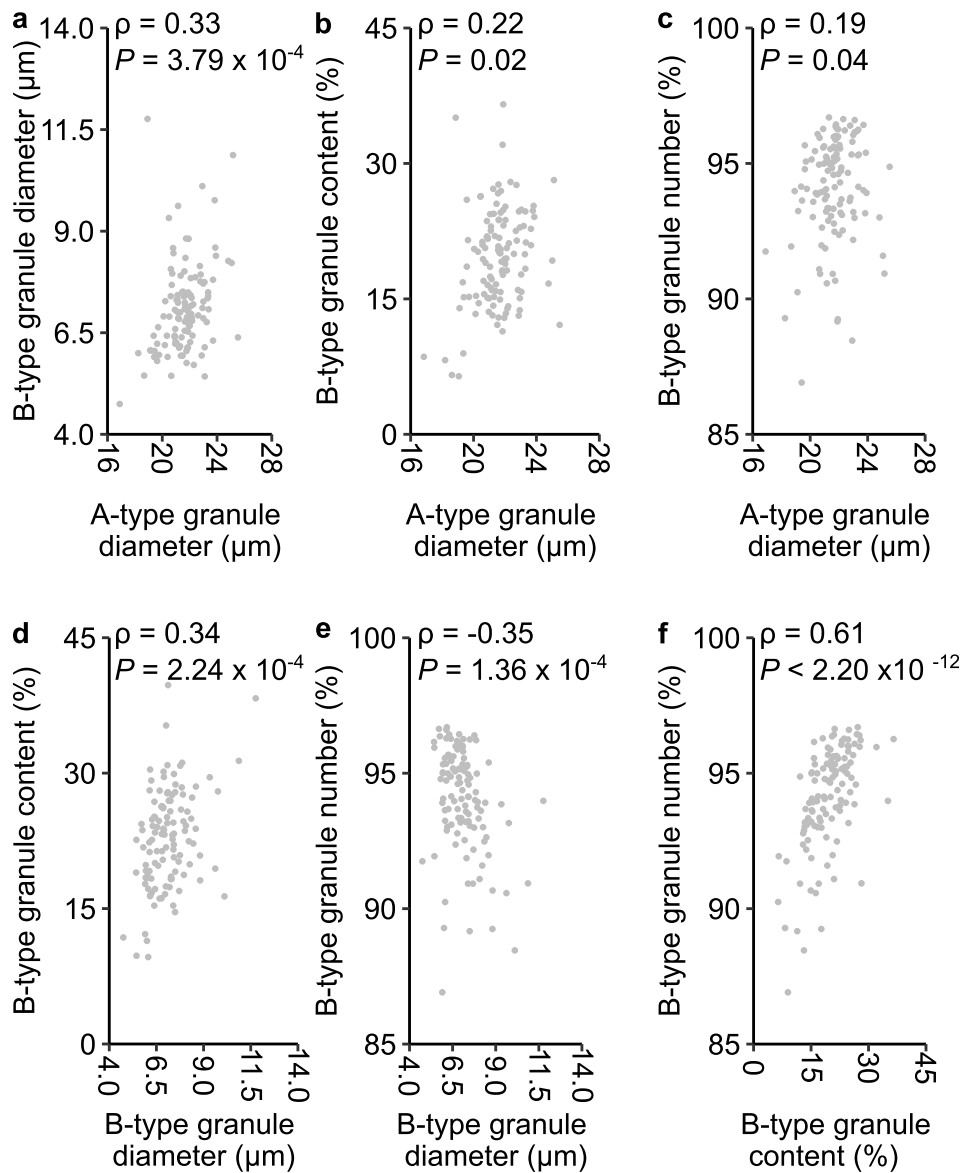 a
ρ = 0.33
P = 3.79 x 10⁻⁴
B-type granule diameter (µm)
14.0
11.5
9.0
6.5
4.0
16
20
24
28
A-type granule
diameter (µm)
b
ρ = 0.22
P = 0.02
B-type granule content (%)
45
30
15
0
16
20
24
28
A-type granule
diameter (µm)
c
ρ = 0.19
P = 0.04
B-type granule number (%)
100
95
90
85
16
20
24
28
A-type granule
diameter (µm)
d
ρ = 0.34
P = 2.24 x 10⁻⁴
B-type granule content (%)
45
30
15
0
4.0
6.5
9.0
11.5
14.0
B-type granule
diameter (µm)
e
ρ = -0.35
P = 1.36 x 10⁻⁴
B-type granule number (%)
100
95
90
85
4.0
6.5
9.0
11.5
14.0
B-type granule
diameter (µm)
f
ρ = 0.61
P < 2.20 x10 ⁻¹²
B-type granule number (%)
100
95
90
85
0
15
30
45
B-type granule
content (%)